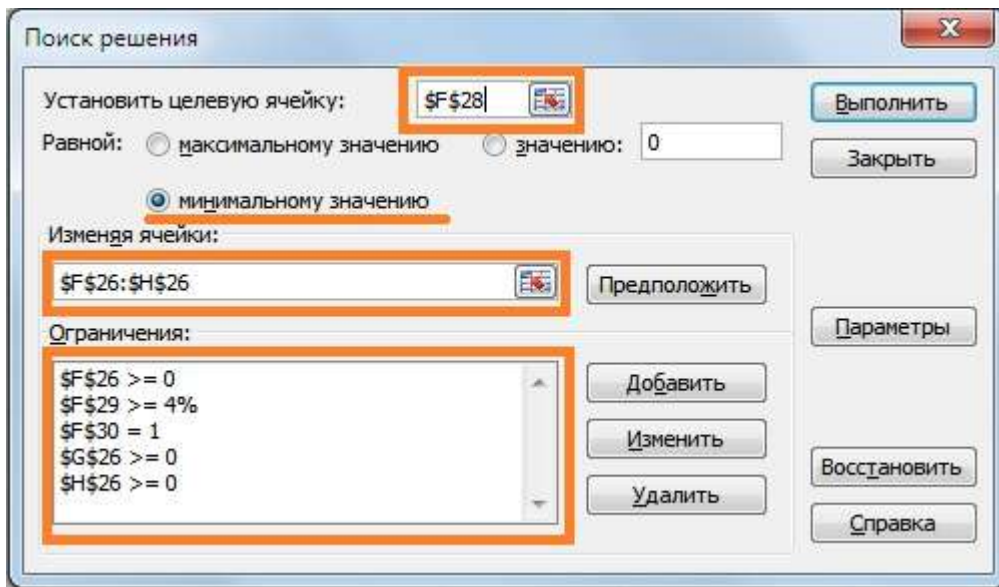 Поиск решения
Установить целевую ячейку: $F$28
Выполнить
Равной: максимальному значению значению: 0
Закрыть
минимальному значению
Изменяя ячейки:
$F$26:$H$26 Предположить
Ограничения:
Параметры
$F$26 >= 0
$F$29 >= 4%
$F$30 = 1
$G$26 >= 0
$H$26 >= 0
Добавить
Изменить
Удалить
Восстановить
Справка